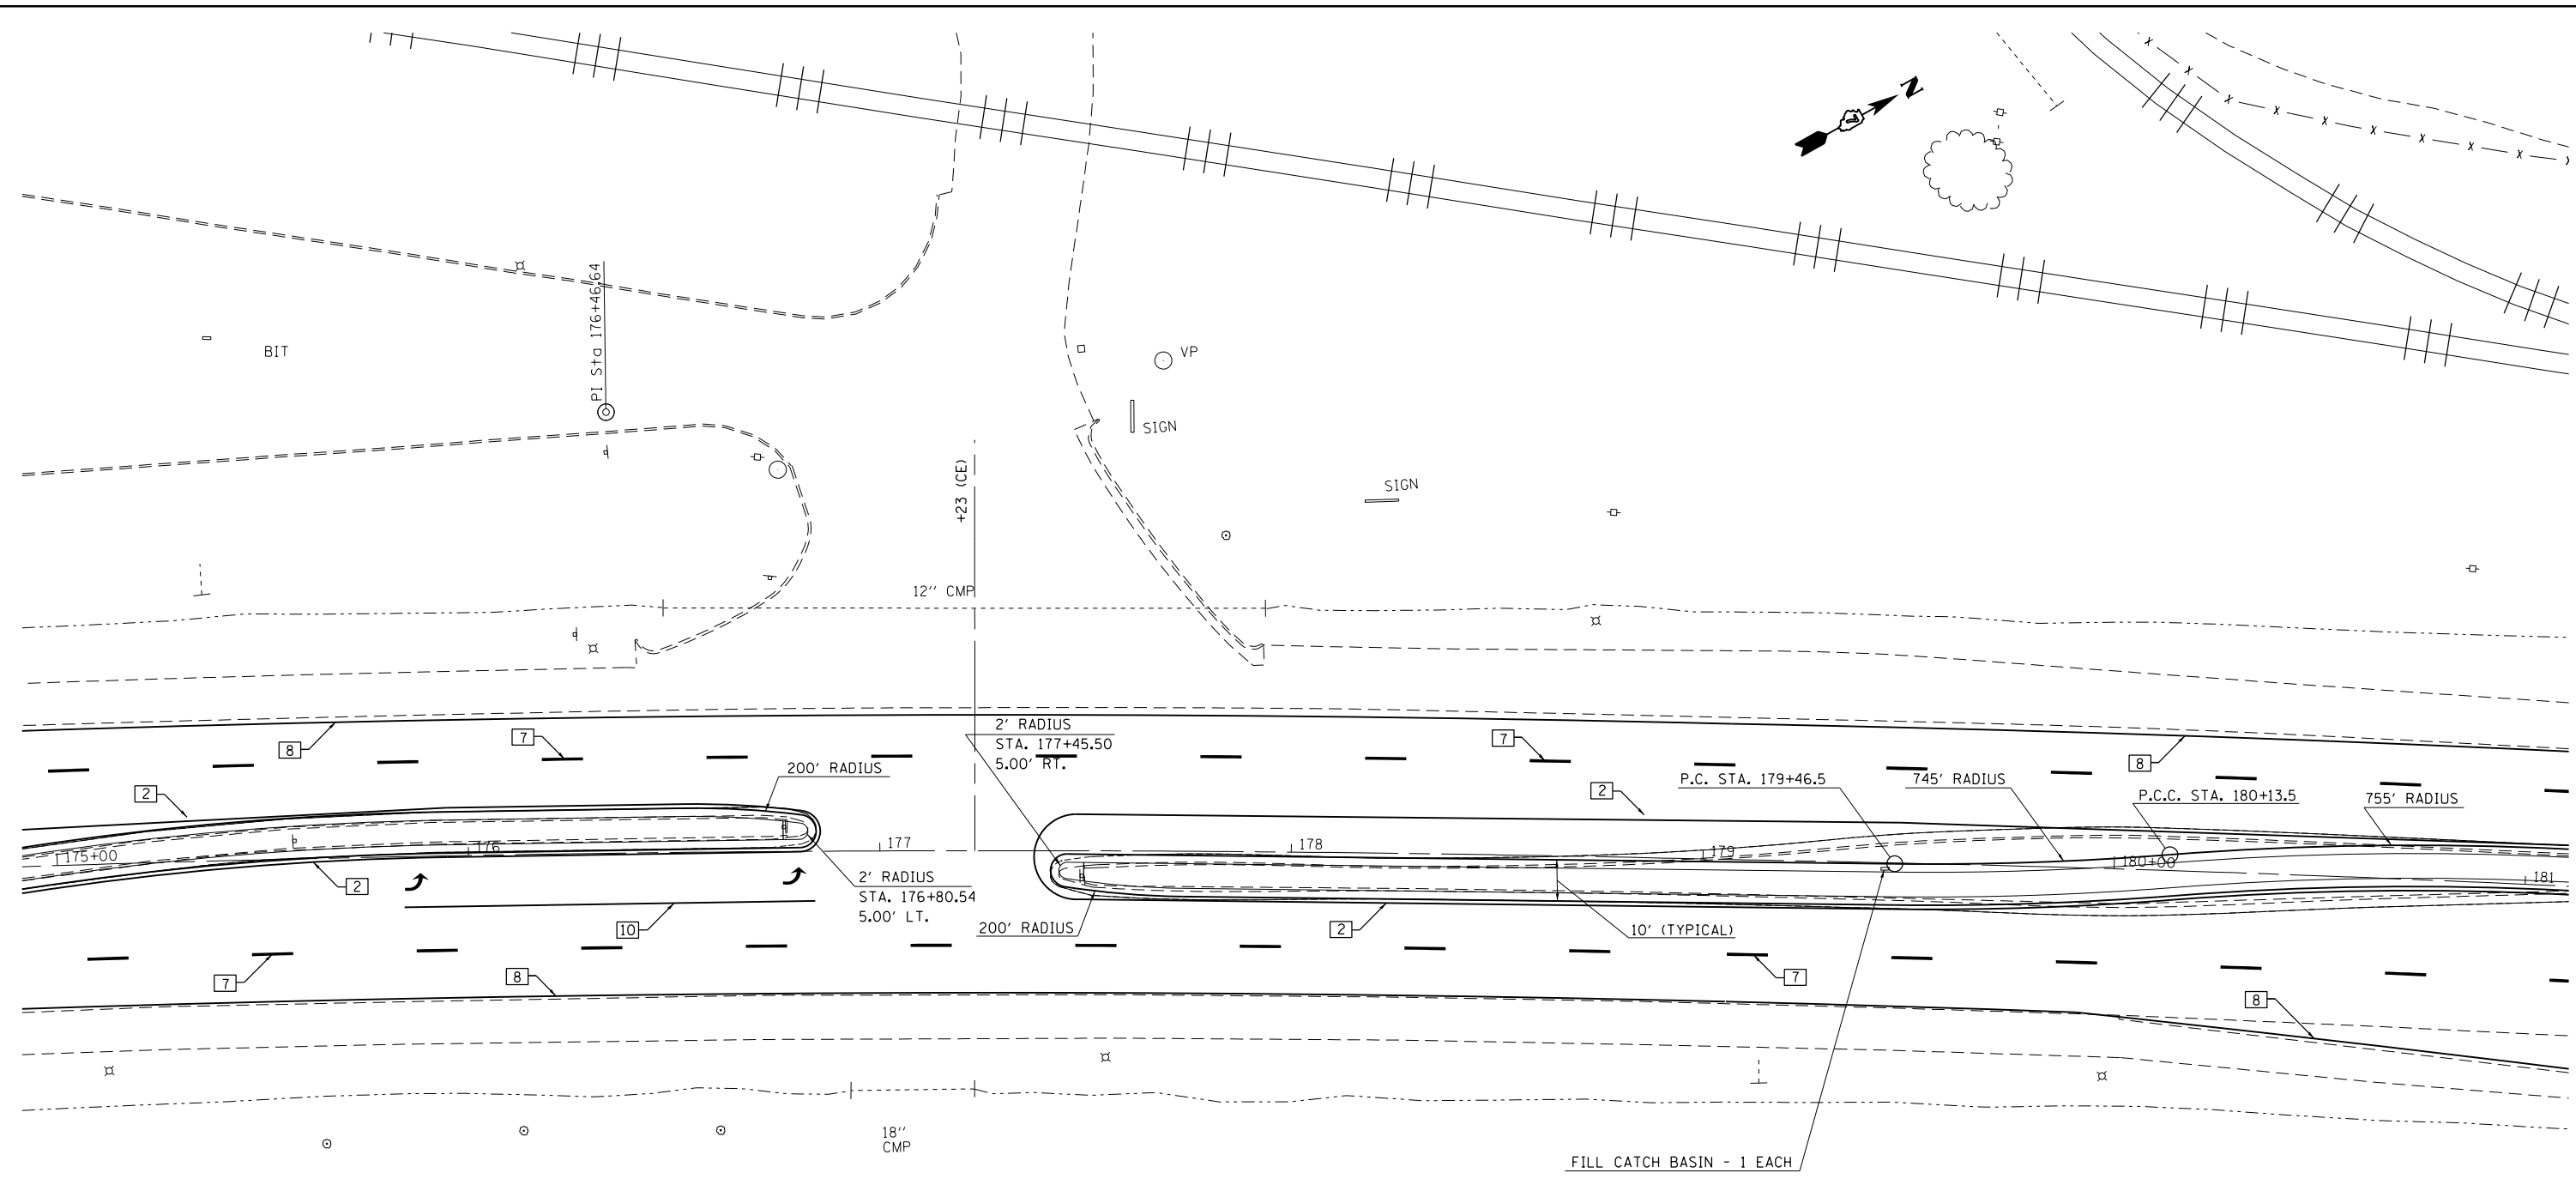 N
PI Sta 176+46.64
BIT
VP
SIGN
SIGN
+23 (CE)
12'' CMP
2' RADIUS
STA. 177+45.50
5.00' RT.
8
7
7
8
200' RADIUS
2
2
P.C. STA. 179+46.5
745' RADIUS
P.C.C. STA. 180+13.5
755' RADIUS
175+00
176
177
178
179
180+00
181
2
2' RADIUS
STA. 176+80.54
5.00' LT.
10
200' RADIUS
2
10' (TYPICAL)
7
8
7
8
18''
CMP
FILL CATCH BASIN - 1 EACH